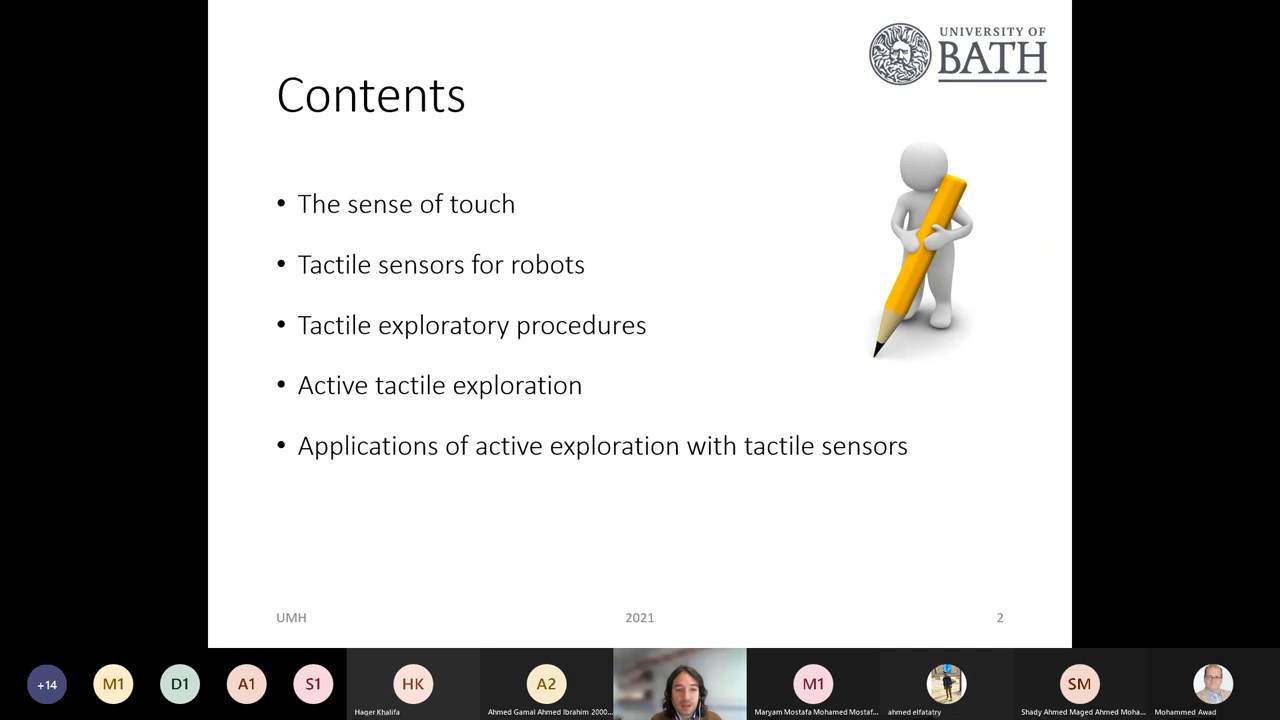 UNIVERSITY OF
BATH
Contents
• The sense of touch
• Tactile sensors for robots
• Tactile exploratory procedures
• Active tactile exploration
• Applications of active exploration with tactile sensors
UMH 2021 2
+14 M1 D1 A1 S1 HK A2 M1 SM
Hager Khalifa Ahmed Gamal Ahmed Ibrahim 2000... Maryam Mostafa Mohamed Mostaf... ahmed elfatatry Shady Ahmed Maged Ahmed Moha... Mohammed Awad